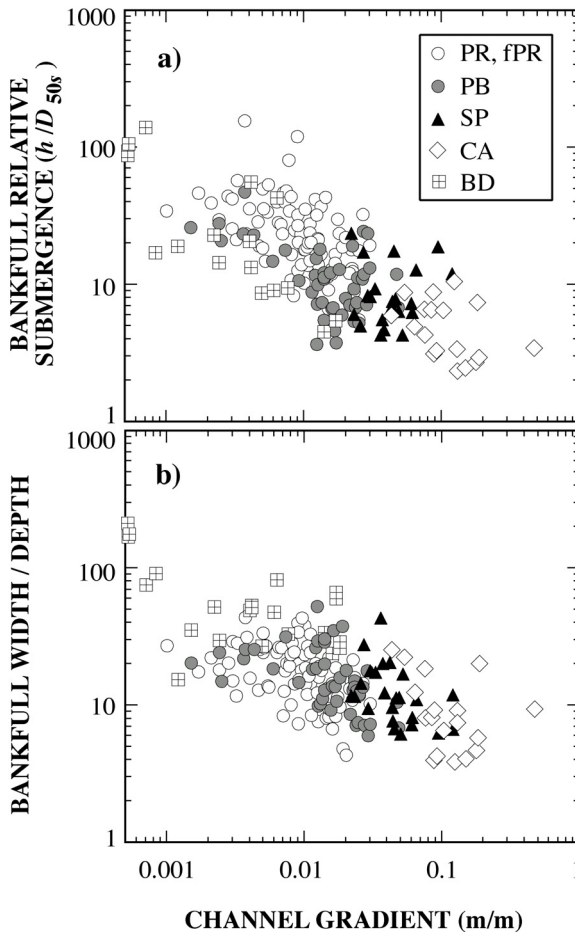 1000
100
10
1
BANKFULL RELATIVE
SUBMERGENCE (h/D50s)
a)
PR, fPR
PB
SP
CA
BD
1000
100
10
1
BANKFULL WIDTH / DEPTH
b)
0.001
0.01
0.1
1
CHANNEL GRADIENT (m/m)